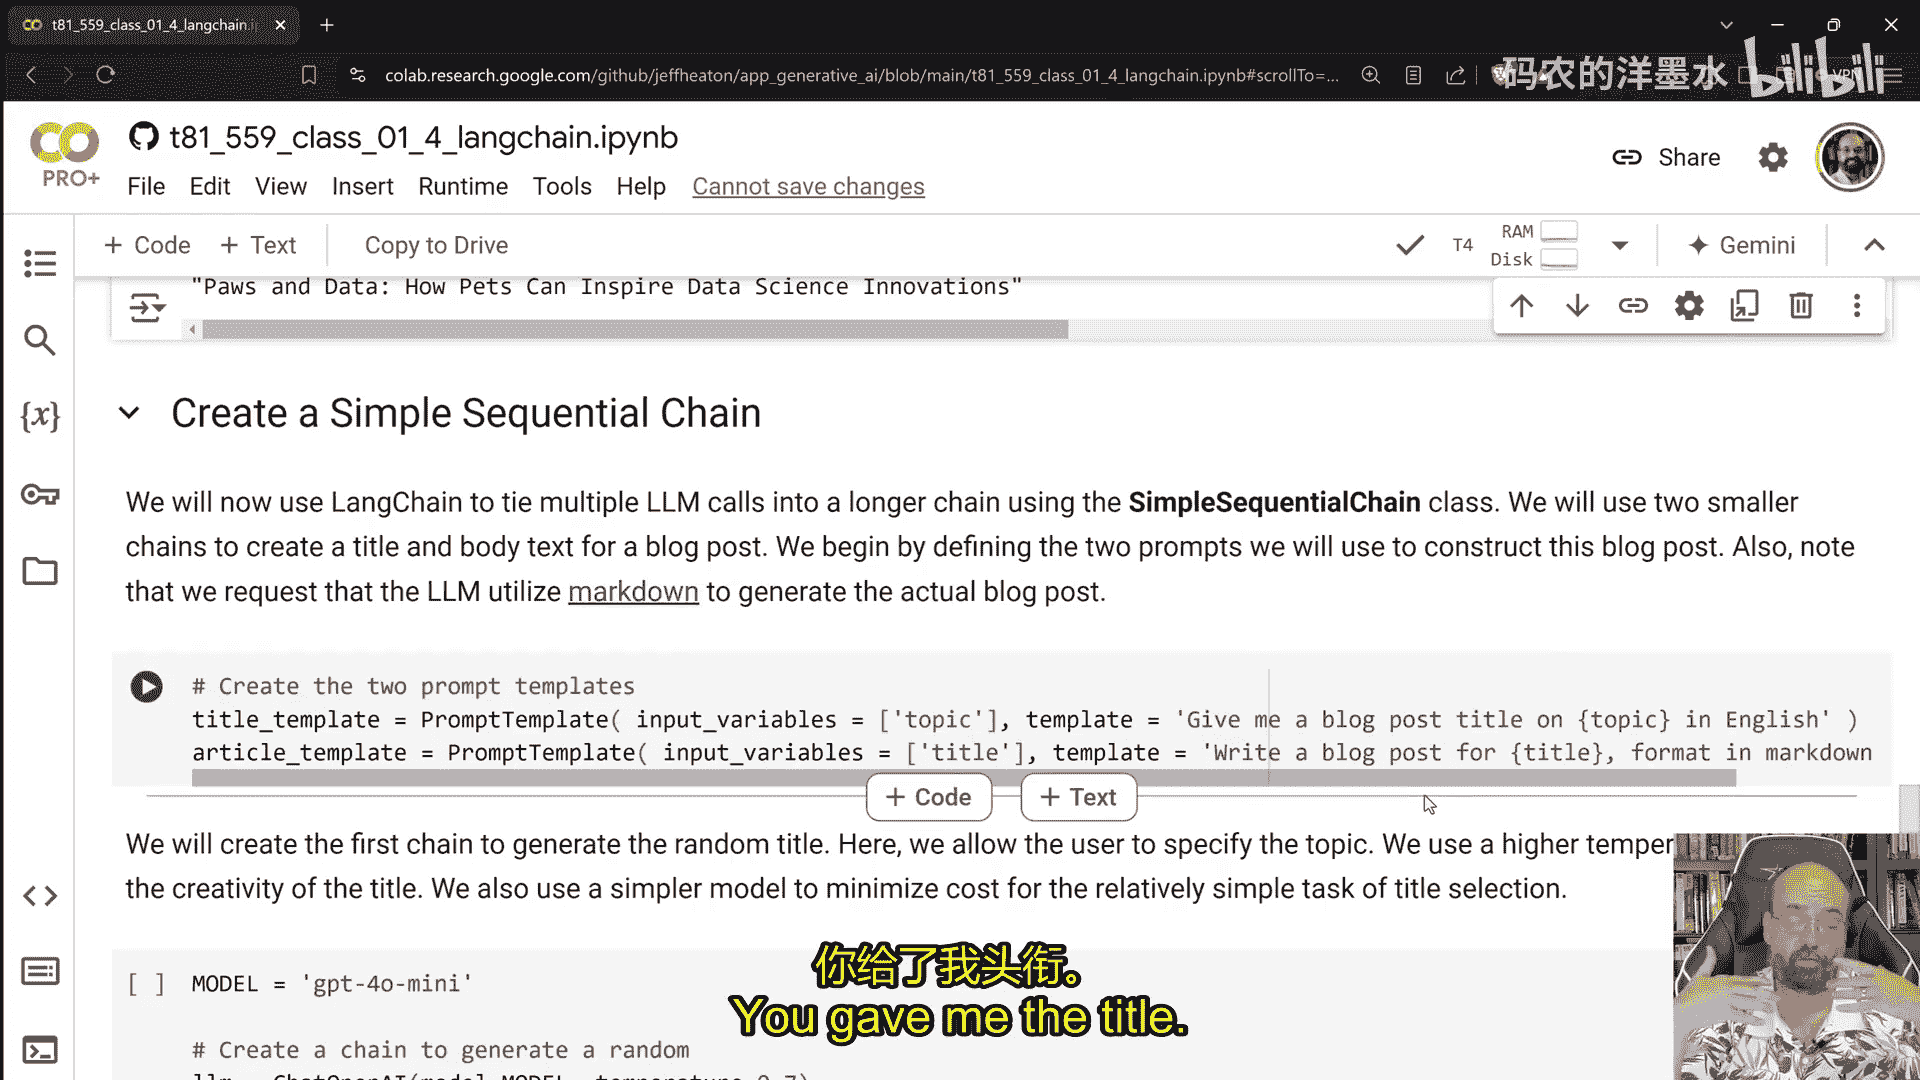 t81_559_class_01_4_langchain.i
colab.research.google.com/github/jeffheaton/app_generative_ai/blob/main/t81_559_class_01_4_langchain.ipynb#scrollTo=...
码农的洋墨水 bilibili
VPN
PRO+
t81_559_class_01_4_langchain.ipynb
Share
File Edit View Insert Runtime Tools Help Cannot save changes
+ Code + Text Copy to Drive
T4 RAM Disk Gemini
"Paws and Data: How Pets Can Inspire Data Science Innovations"
Create a Simple Sequential Chain
We will now use LangChain to tie multiple LLM calls into a longer chain using the SimpleSequentialChain class. We will use two smaller
chains to create a title and body text for a blog post. We begin by defining the two prompts we will use to construct this blog post. Also, note
that we request that the LLM utilize markdown to generate the actual blog post.
# Create the two prompt templates
title_template = PromptTemplate( input_variables = ['topic'], template = 'Give me a blog post title on {topic} in English' )
article_template = PromptTemplate( input_variables = ['title'], template = 'Write a blog post for {title}, format in markdown
+ Code + Text
We will create the first chain to generate the random title. Here, we allow the user to specify the topic. We use a higher temper
the creativity of the title. We also use a simpler model to minimize cost for the relatively simple task of title selection.
[ ] MODEL = 'gpt-4o-mini'
# Create a chain to generate a random
llm = ChatOpenAI(model=MODEL, temperature=0.7)
你给了我头衔。
You gave me the title.